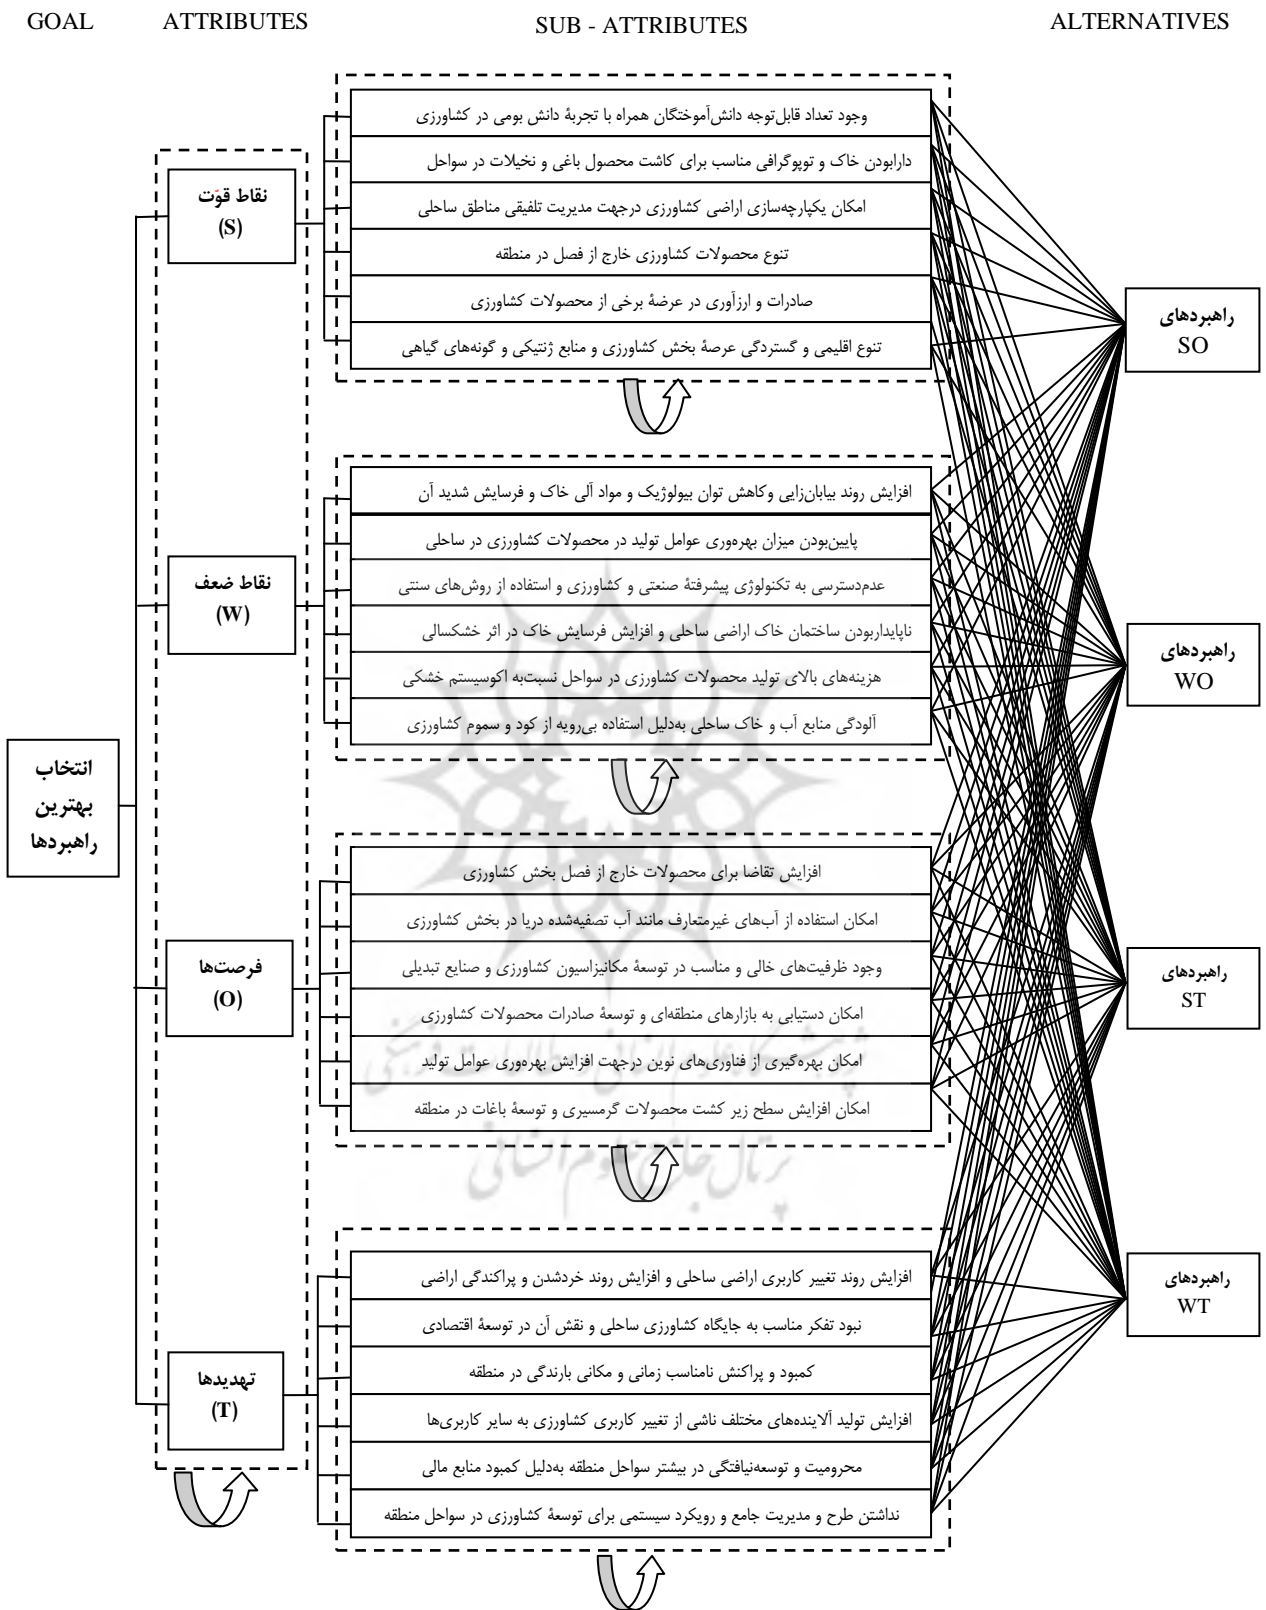 GOAL
ATTRIBUTES
SUB - ATTRIBUTES
ALTERNATIVES
انتخاب
بهترین
راهبردها
نقاط قوّت
(S)
وجود تعداد قابل‌توجه دانش‌آموختگان همراه با تجربهٔ دانش بومی در کشاورزی
دارابودن خاک و توپوگرافی مناسب برای کاشت محصول باغی و نخیلات در سواحل
امکان یکپارچه‌سازی اراضی کشاورزی درجهت مدیریت تلفیقی مناطق ساحلی
تنوع محصولات کشاورزی خارج از فصل در منطقه
صادرات و ارزآوری در عرضهٔ برخی از محصولات کشاورزی
تنوع اقلیمی و گستردگی عرصهٔ بخش کشاورزی و منابع ژنتیکی و گونه‌های گیاهی
نقاط ضعف
(W)
افزایش روند بیابان‌زایی وکاهش توان بیولوژیک و مواد آلی خاک و فرسایش شدید آن
پایین‌بودن میزان بهره‌وری عوامل تولید در محصولات کشاورزی در ساحلی
عدم‌دسترسی به تکنولوژی پیشرفتهٔ صنعتی و کشاورزی و استفاده از روش‌های سنتی
ناپایداربودن ساختمان خاک اراضی ساحلی و افزایش فرسایش خاک در اثر خشکسالی
هزینه‌های بالای تولید محصولات کشاورزی در سواحل نسبت‌به اکوسیستم خشکی
آلودگی منابع آب و خاک ساحلی به‌دلیل استفاده بی‌رویه از کود و سموم کشاورزی
فرصت‌ها
(O)
افزایش تقاضا برای محصولات خارج از فصل بخش کشاورزی
امکان استفاده از آب‌های غیرمتعارف مانند آب تصفیه‌شده دریا در بخش کشاورزی
وجود ظرفیت‌های خالی و مناسب در توسعهٔ مکانیزاسیون کشاورزی و صنایع تبدیلی
امکان دستیابی به بازارهای منطقه‌ای و توسعهٔ صادرات محصولات کشاورزی
امکان بهره‌گیری از فناوری‌های نوین درجهت افزایش بهره‌وری عوامل تولید
امکان افزایش سطح زیر کشت محصولات گرمسیری و توسعهٔ باغات در منطقه
پژوهشگاه علوم انسانی و مطالعات فرهنگی
پرتال جامع علوم انسانی
تهدیدها
(T)
افزایش روند تغییر کاربری اراضی ساحلی و افزایش روند خردشدن و پراکندگی اراضی
نبود تفکر مناسب به جایگاه کشاورزی ساحلی و نقش آن در توسعهٔ اقتصادی
کمبود و پراکنش نامناسب زمانی و مکانی بارندگی در منطقه
افزایش تولید آلاینده‌های مختلف ناشی از تغییر کاربری کشاورزی به سایر کاربری‌ها
محرومیت و توسعه‌نیافتگی در بیشتر سواحل منطقه به‌دلیل کمبود منابع مالی
نداشتن طرح و مدیریت جامع و رویکرد سیستمی برای توسعهٔ کشاورزی در سواحل منطقه
راهبردهای
SO
راهبردهای
WO
راهبردهای
ST
راهبردهای
WT